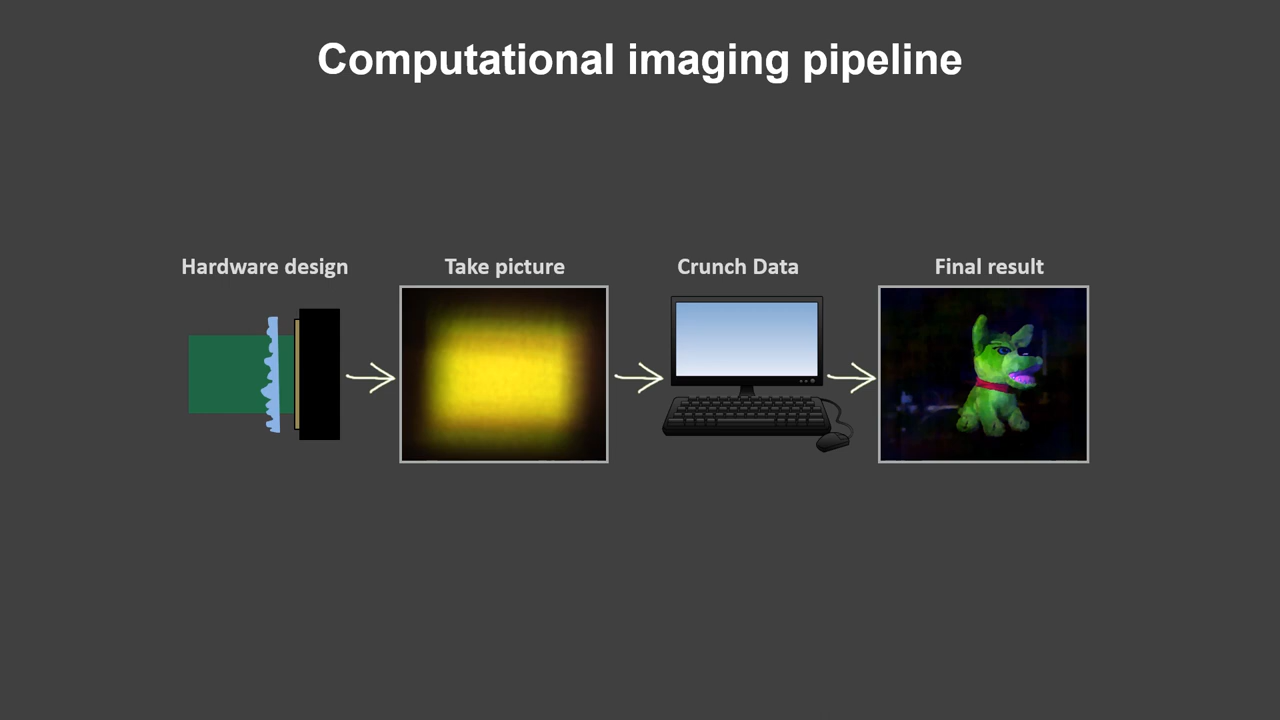 Computational imaging pipeline
Hardware design
Take picture
Crunch Data
Final result